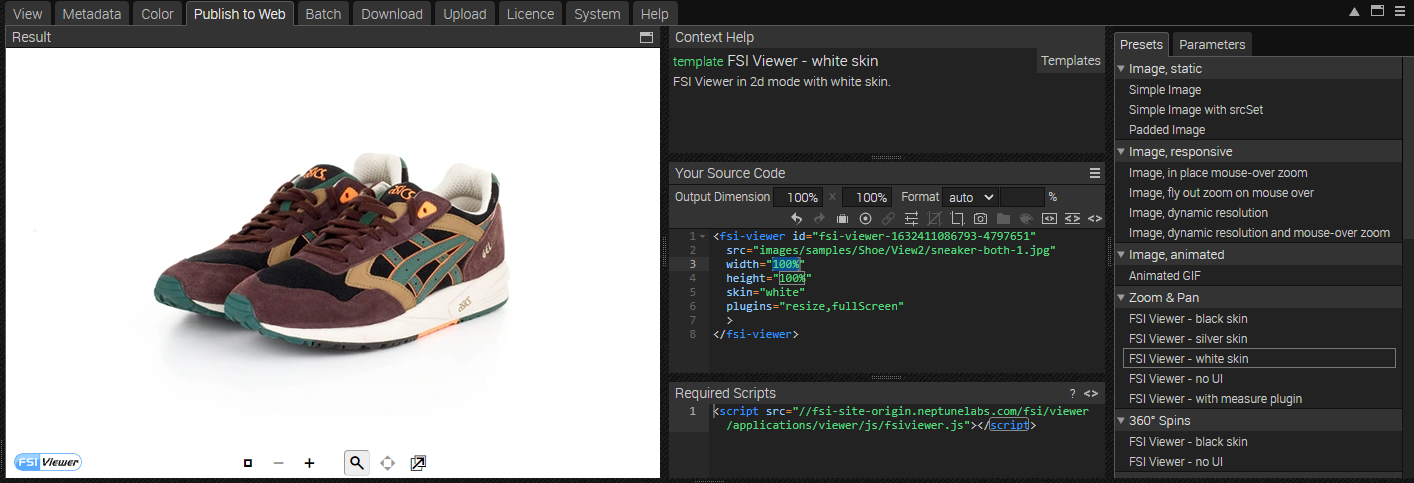 View Metadata Color Publish to Web Batch Download Upload Licence System Help
Result
asics
asics
GEL
asics
FSI Viewer
Context Help
template FSI Viewer - white skin
Templates
FSI Viewer in 2d mode with white skin.
Your Source Code
Output Dimension 100% x 100% Format auto %
1 <fsi-viewer id="fsi-viewer-1632411086793-4797651"
2 src="images/samples/Shoe/View2/sneaker-both-1.jpg"
3 width="100%"
4 height="100%"
5 skin="white"
6 plugins="resize,fullScreen"
7 >
8 </fsi-viewer>
Required Scripts ? <>
1 <script src="//fsi-site-origin.neptunelabs.com/fsi/viewer
/applications/viewer/js/fsiviewer.js"></script>
Presets Parameters
Image, static
Simple Image
Simple Image with srcSet
Padded Image
Image, responsive
Image, in place mouse-over zoom
Image, fly out zoom on mouse over
Image, dynamic resolution
Image, dynamic resolution and mouse-over zoom
Image, animated
Animated GIF
Zoom & Pan
FSI Viewer - black skin
FSI Viewer - silver skin
FSI Viewer - white skin
FSI Viewer - no UI
FSI Viewer - with measure plugin
360° Spins
FSI Viewer - black skin
FSI Viewer - no UI